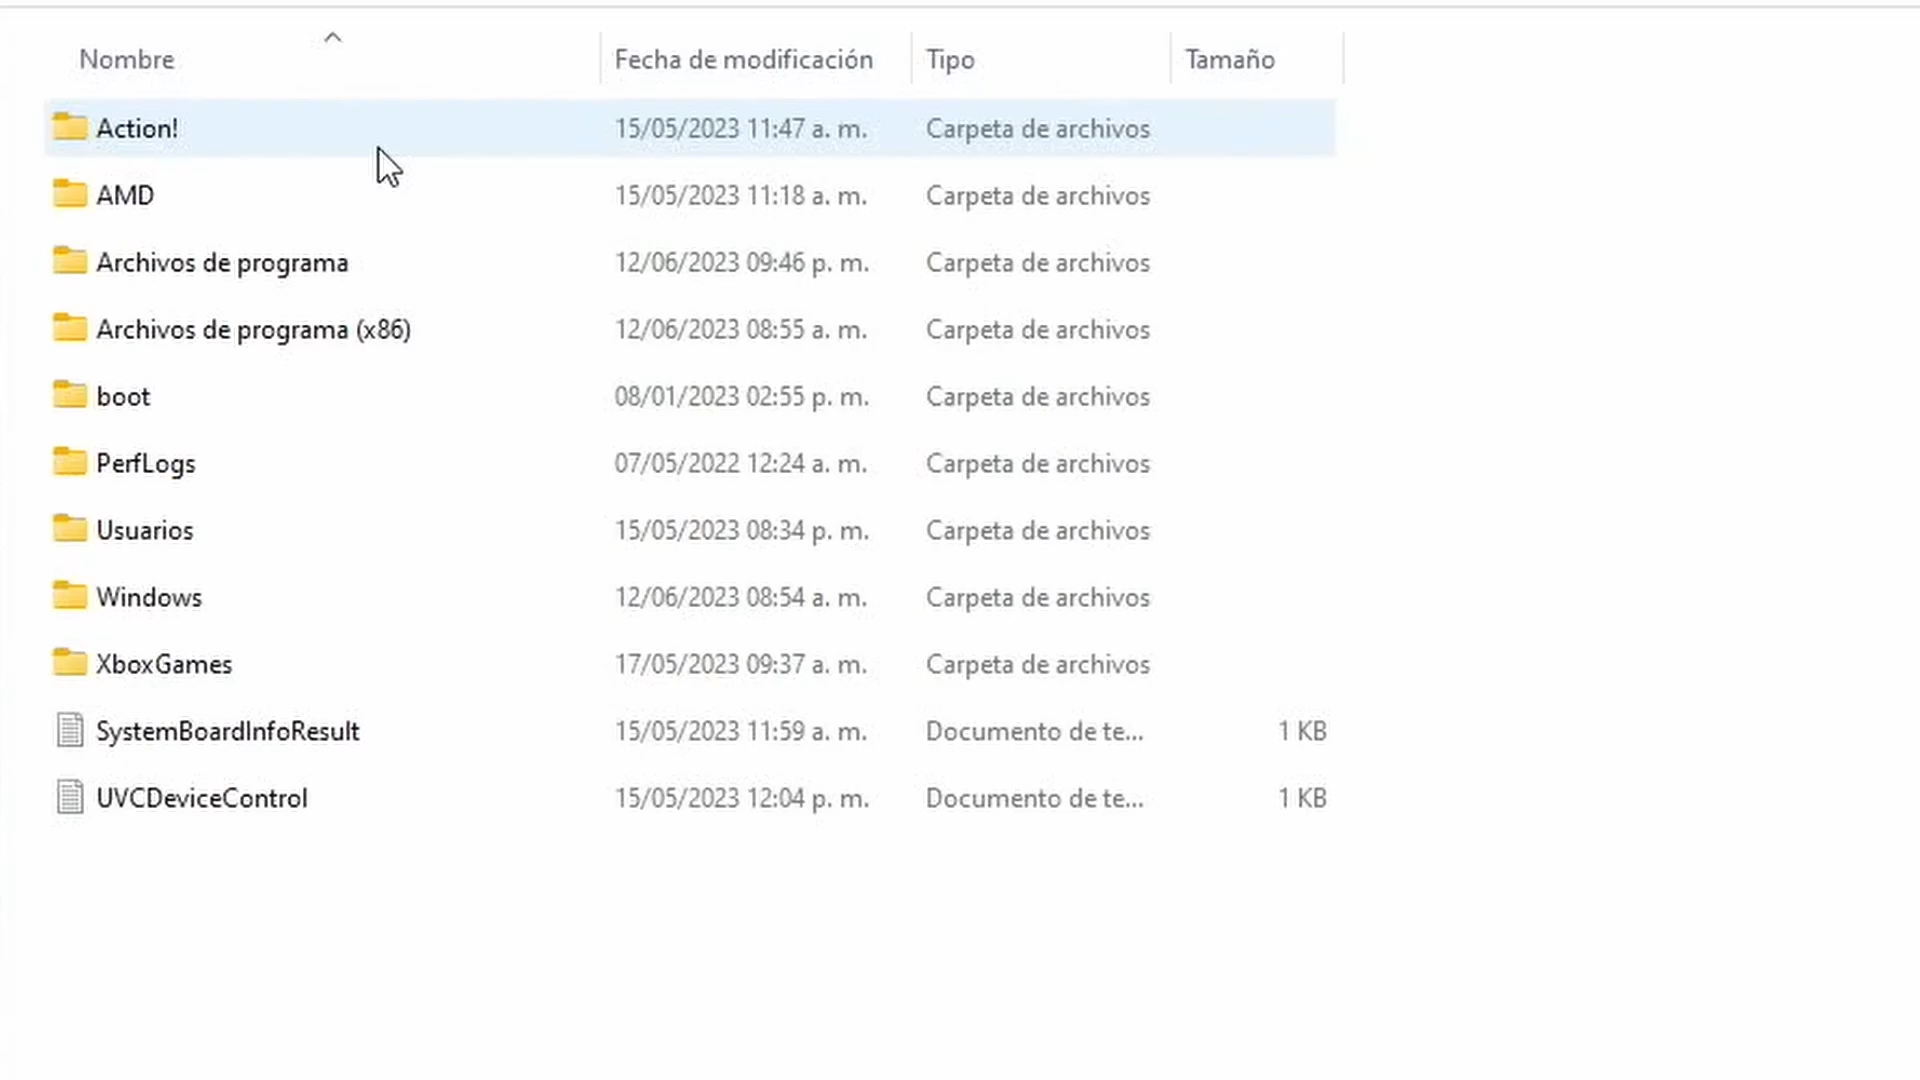 Nombre Fecha de modificación Tipo Tamaño
Action! 15/05/2023 11:47 a. m. Carpeta de archivos
AMD 15/05/2023 11:18 a. m. Carpeta de archivos
Archivos de programa 12/06/2023 09:46 p. m. Carpeta de archivos
Archivos de programa (x86) 12/06/2023 08:55 a. m. Carpeta de archivos
boot 08/01/2023 02:55 p. m. Carpeta de archivos
PerfLogs 07/05/2022 12:24 a. m. Carpeta de archivos
Usuarios 15/05/2023 08:34 p. m. Carpeta de archivos
Windows 12/06/2023 08:54 a. m. Carpeta de archivos
XboxGames 17/05/2023 09:37 a. m. Carpeta de archivos
SystemBoardInfoResult 15/05/2023 11:59 a. m. Documento de te... 1 KB
UVCDeviceControl 15/05/2023 12:04 p. m. Documento de te... 1 KB